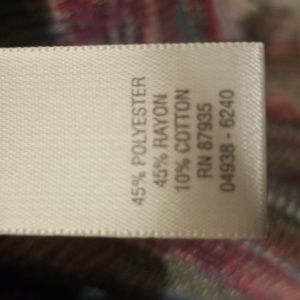 45% POLYESTER
45% RAYON
10% COTTON
RN 87935
04938 - 6240